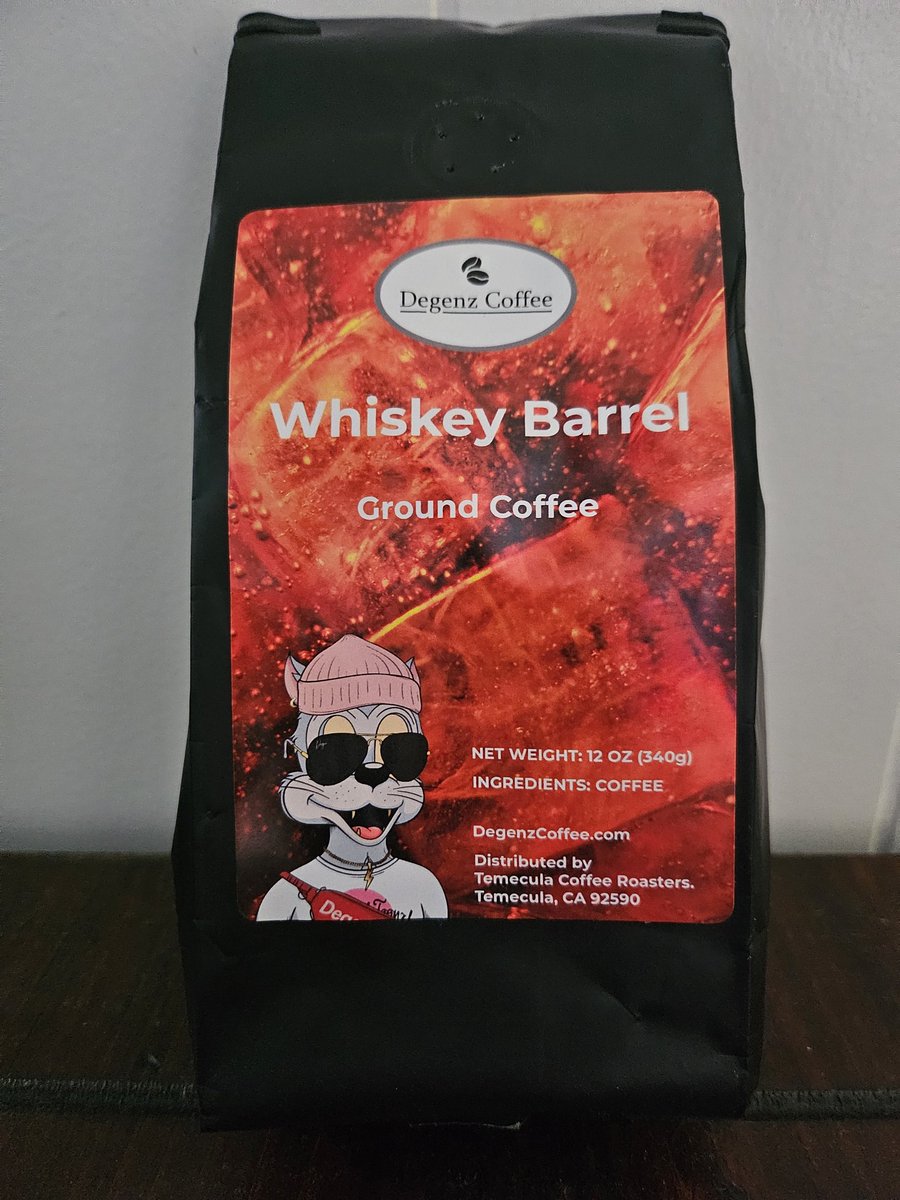 Degenz Coffee
Whiskey Barrel
Ground Coffee
NET WEIGHT: 12 OZ (340g)
INGREDIENTS: COFFEE
DegenzCoffee.com
Distributed by
Temecula Coffee Roasters.
Temecula, CA 92590